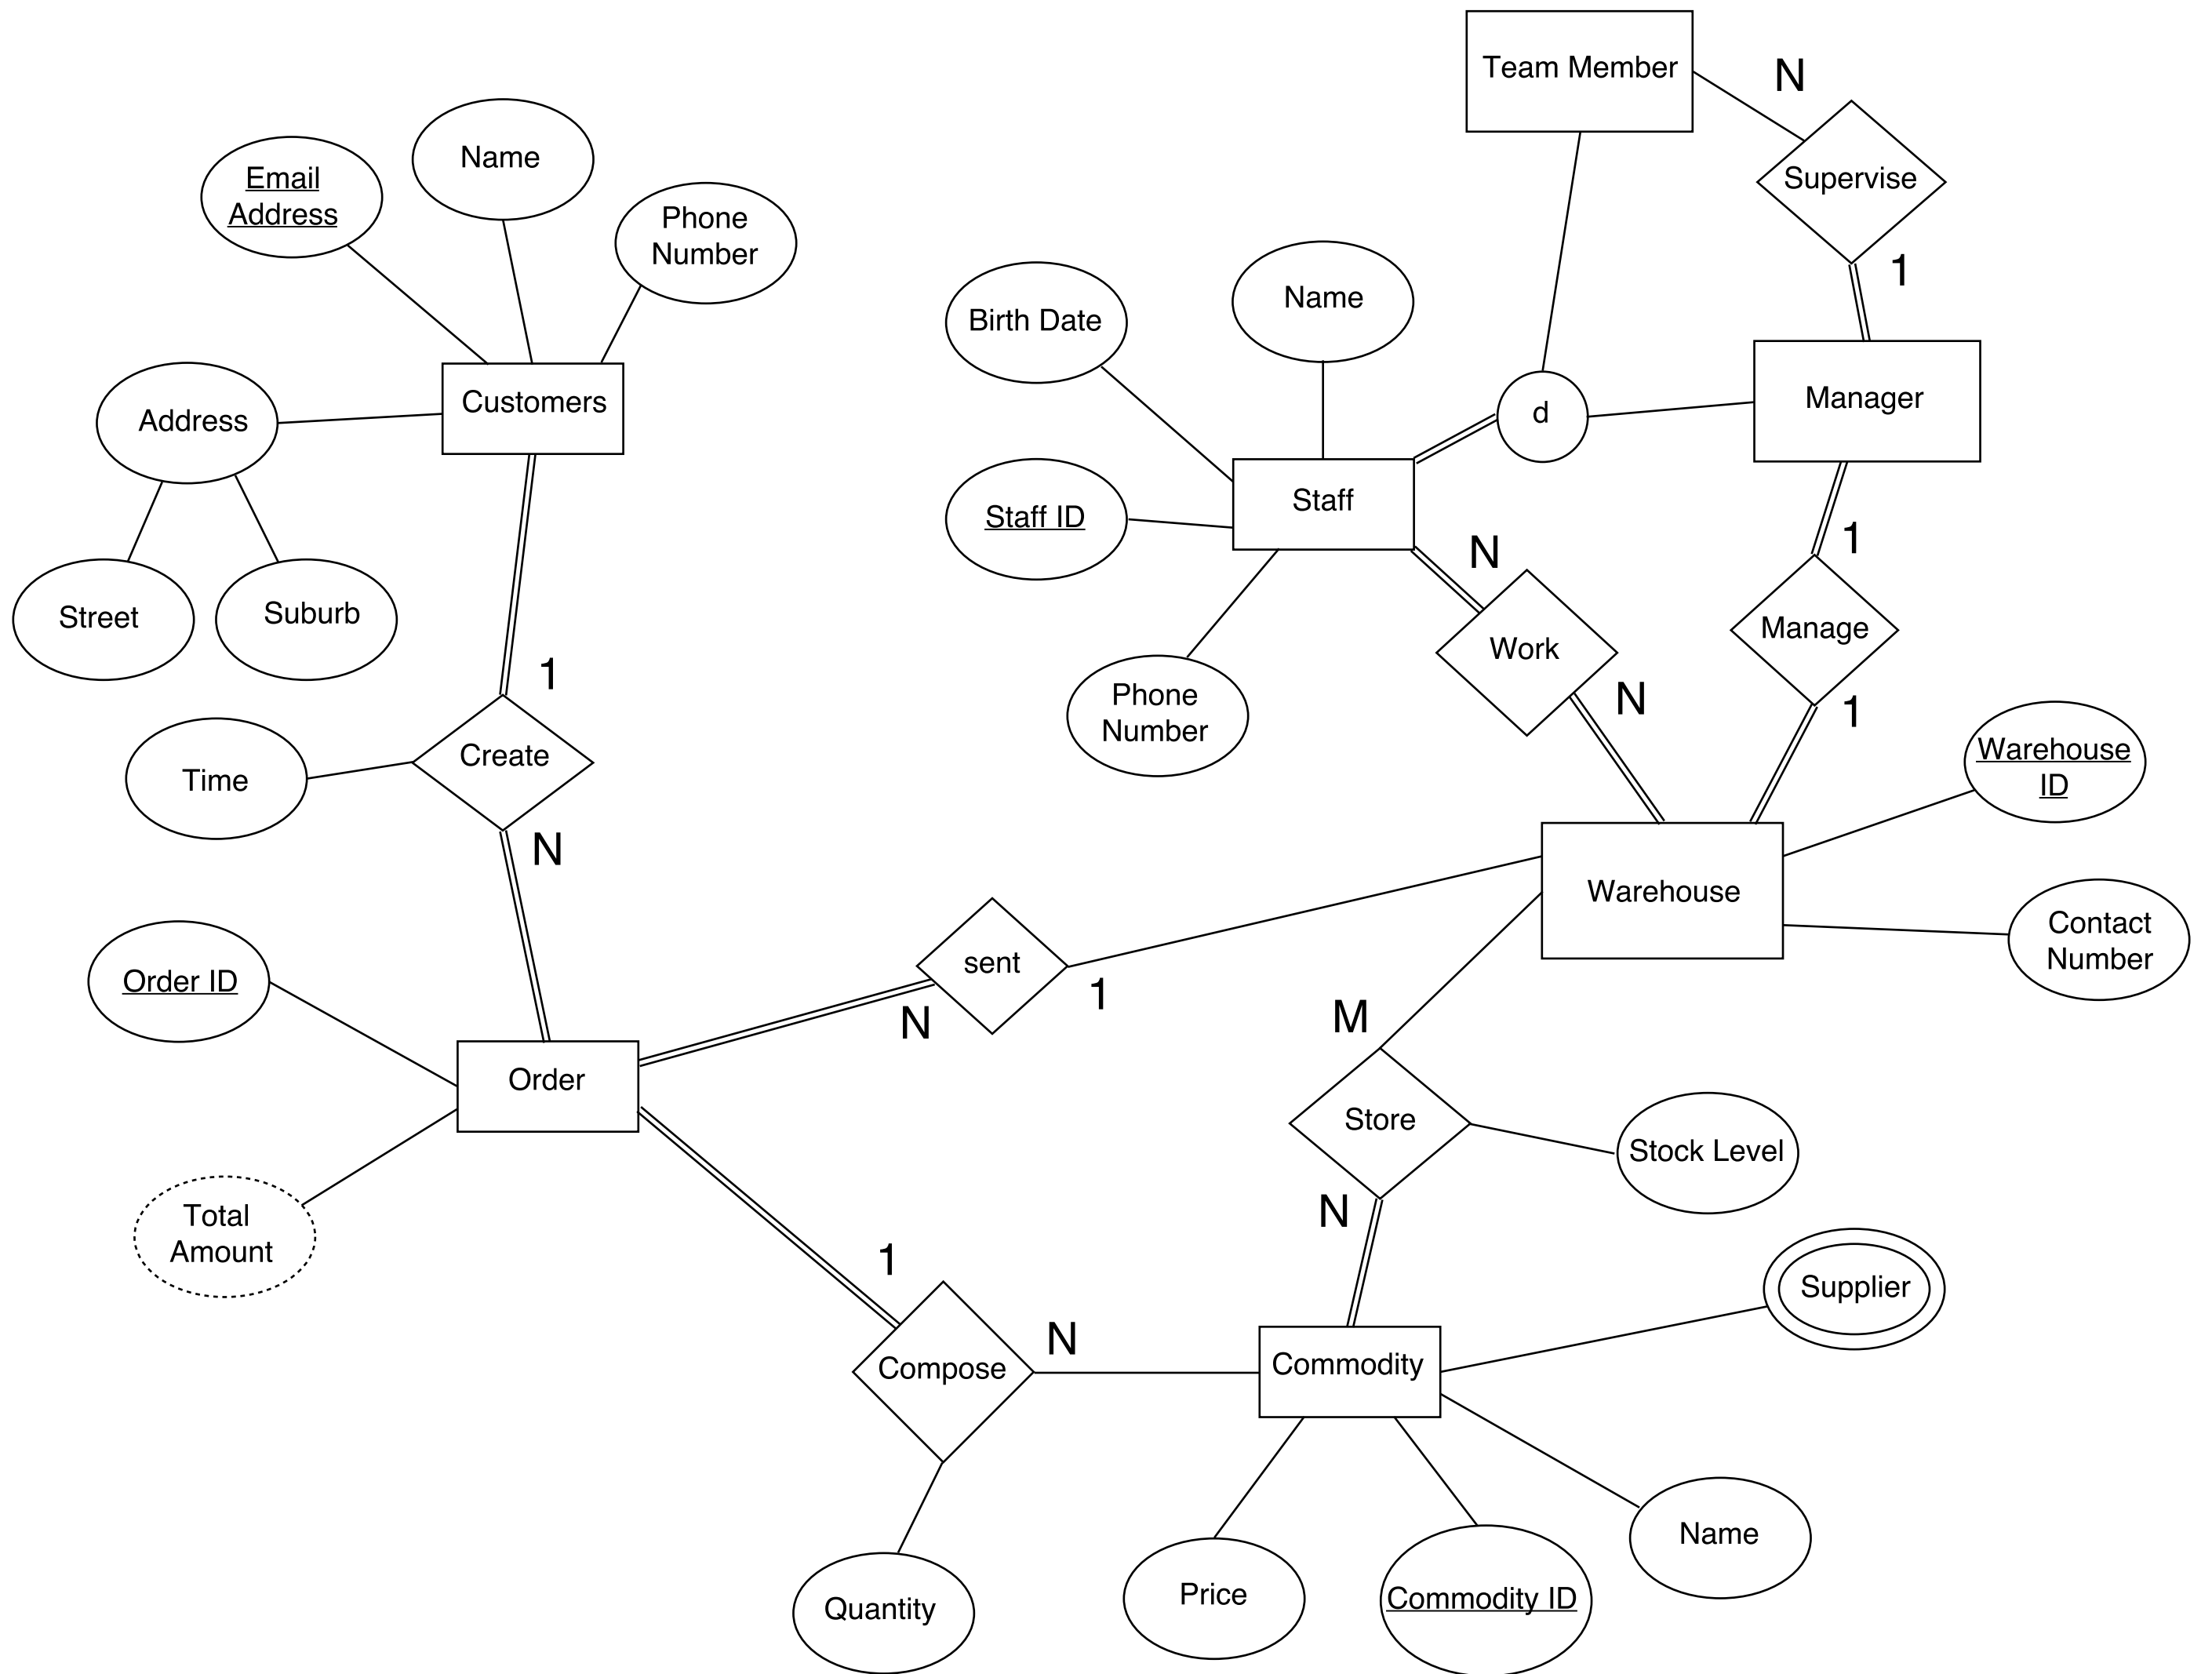 Team Member
N
Supervise
1
Email
Address
Name
Phone
Number
Birth Date
Name
Address
Customers
d
Manager
Staff ID
Staff
Street
Suburb
N
1
Work
Manage
Phone
Number
N
1
1
Time
Create
N
Warehouse
ID
Warehouse
Contact
Number
Order ID
sent
N
1
M
Order
Store
Stock Level
Total
Amount
N
1
Supplier
Compose
N
Commodity
Name
Quantity
Price
Commodity ID